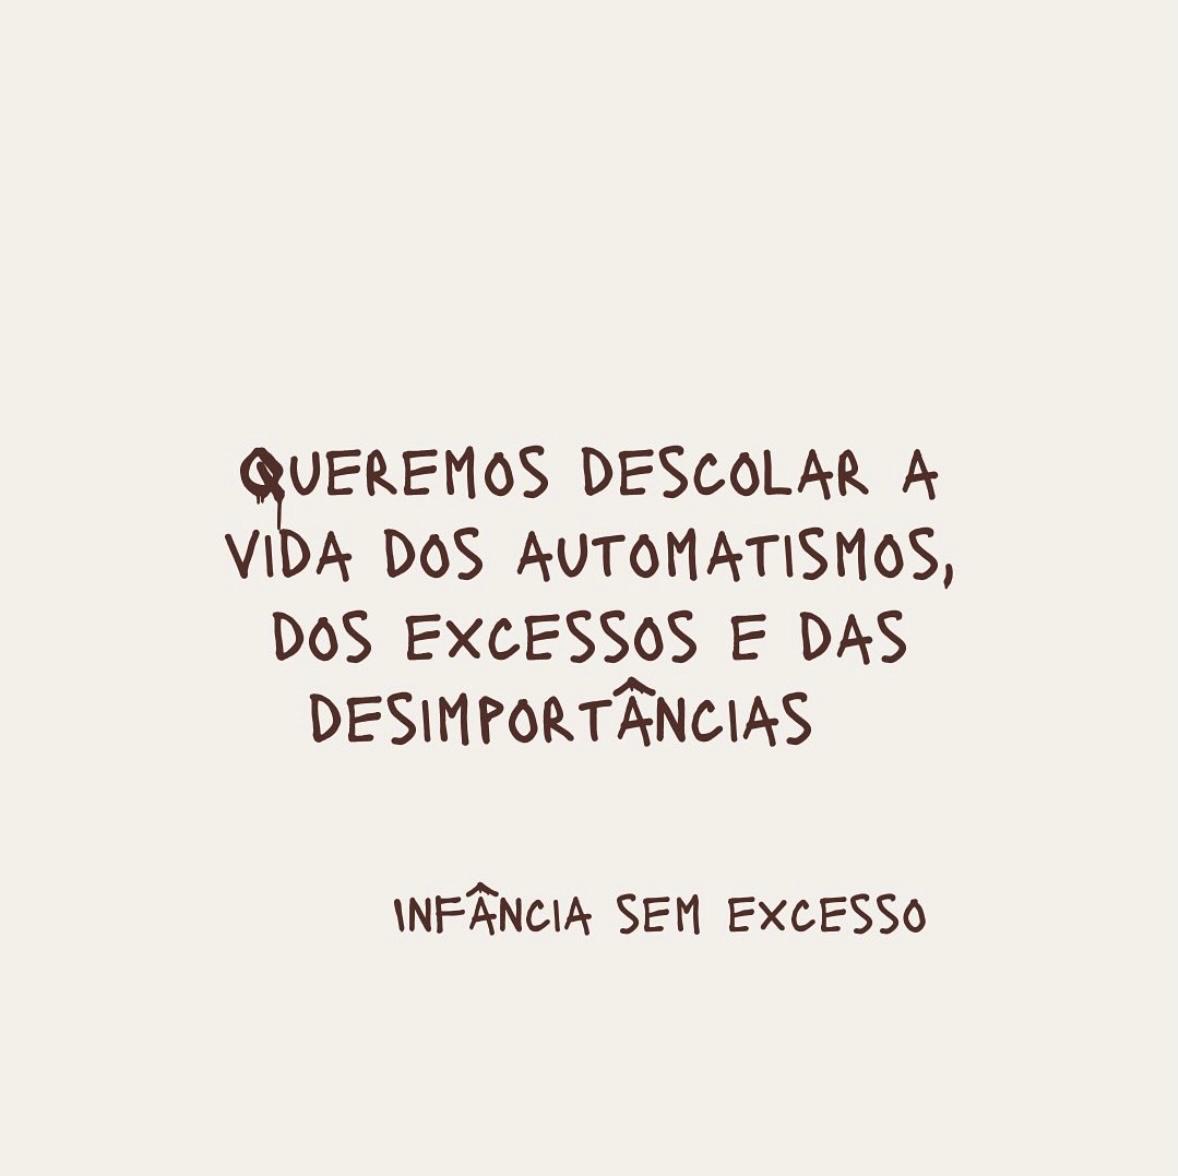 QUEREMOS DESCOLAR A
VIDA DOS AUTOMATISMOS,
DOS EXCESSOS E DAS
DESIMPORTÂNCIAS
INFÂNCIA SEM EXCESSO